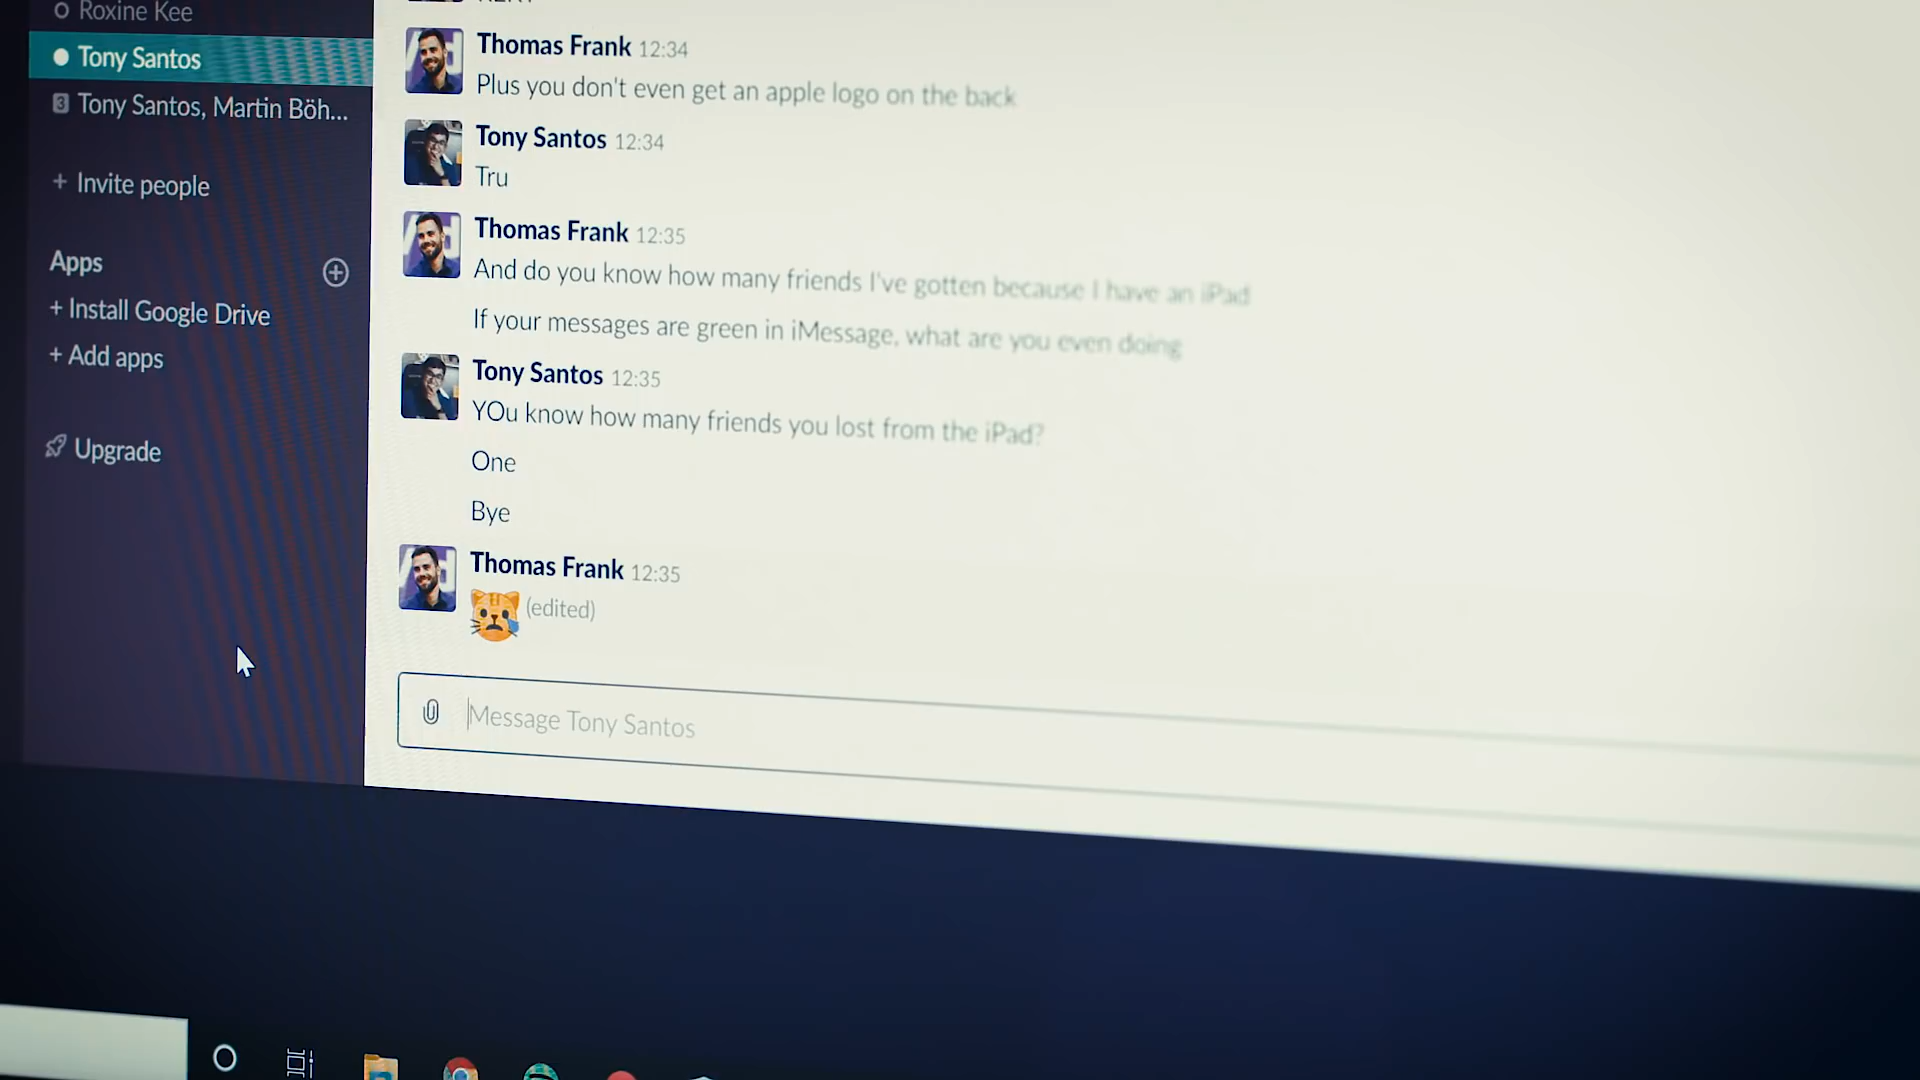 Roxine Kee
Tony Santos
3 Tony Santos, Martin Böh...
+ Invite people
Apps
+ Install Google Drive
+ Add apps
Upgrade
Thomas Frank 12:34
Plus you don't even get an apple logo on the back
Tony Santos 12:34
Tru
Thomas Frank 12:35
And do you know how many friends I've gotten because I have an iPad
If your messages are green in iMessage, what are you even doing
Tony Santos 12:35
YOu know how many friends you lost from the iPad?
One
Bye
Thomas Frank 12:35
(edited)
Message Tony Santos